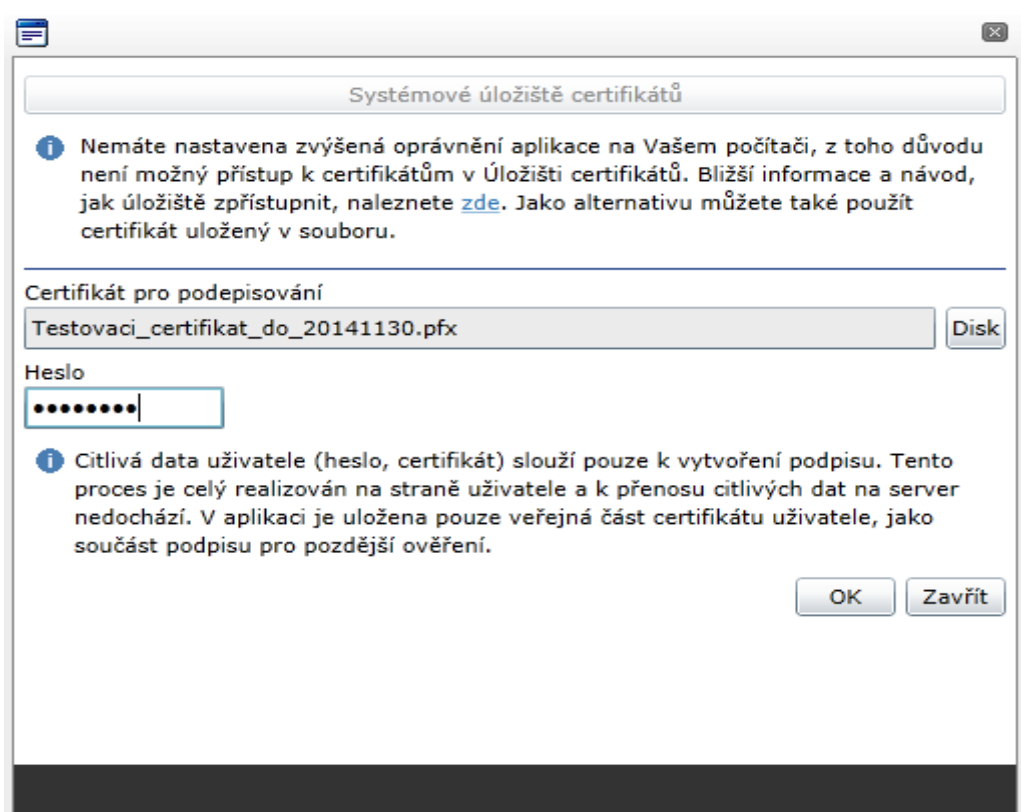 Systémové úložiště certifikátů
Nemáte nastavena zvýšená oprávnění aplikace na Vašem počítači, z toho důvodu
není možný přístup k certifikátům v Úložišti certifikátů. Bližší informace a návod,
jak úložiště zpřístupnit, naleznete zde. Jako alternativu můžete také použít
certifikát uložený v souboru.
Certifikát pro podepisování
Testovaci_certifikat_do_20141130.pfx Disk
Heslo
••••••••
Citlivá data uživatele (heslo, certifikát) slouží pouze k vytvoření podpisu. Tento
proces je celý realizován na straně uživatele a k přenosu citlivých dat na server
nedochází. V aplikaci je uložena pouze veřejná část certifikátu uživatele, jako
součást podpisu pro pozdější ověření.
OK Zavřít